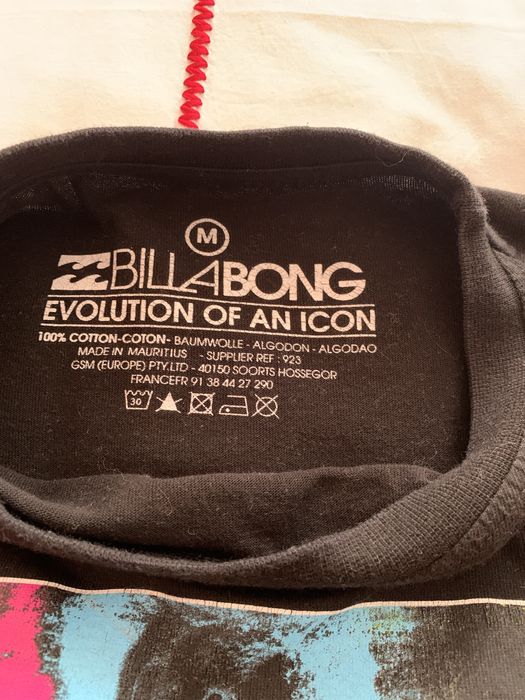 M
BILLABONG
EVOLUTION OF AN ICON
100% COTTON-COTON- BAUMWOLLE - ALGODON - ALGODAO
MADE IN MAURITIUS - SUPPLIER REF : 923
GSM (EUROPE) PTY.LTD - 40150 SOORTS HOSSEGOR
FRANCEFR 91 38 44 27 290
30